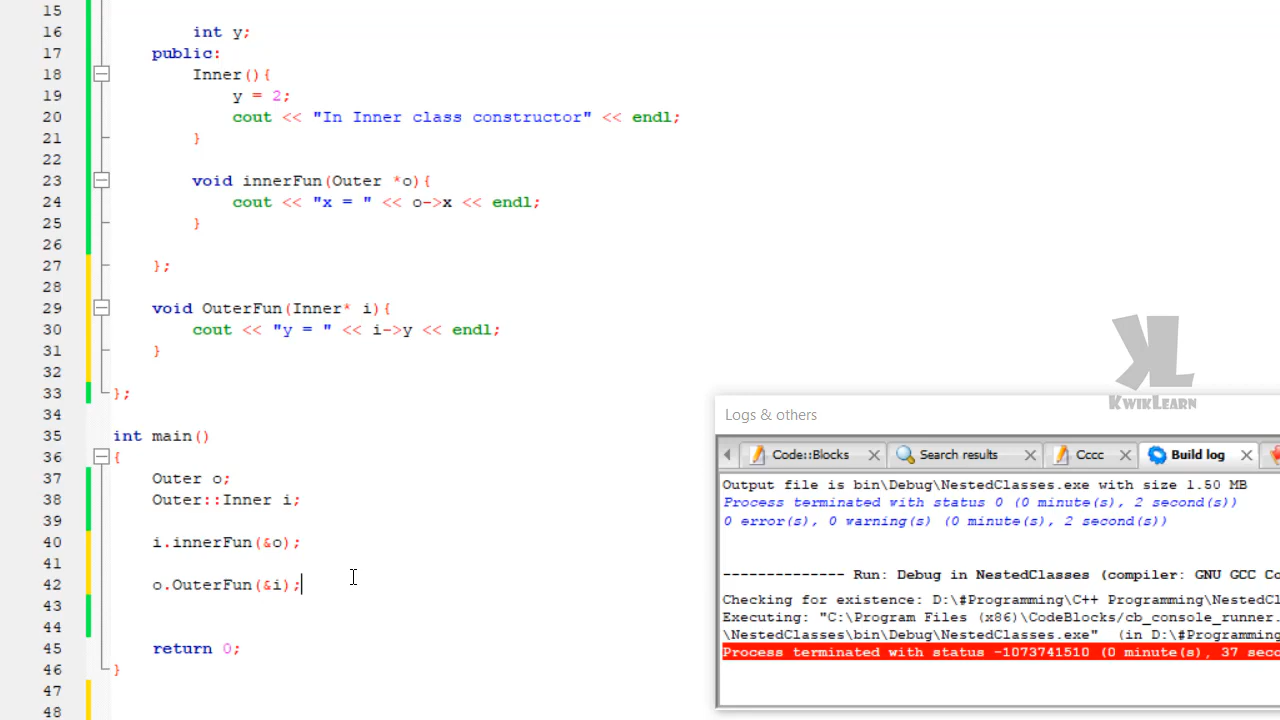 15
16 int y;
17 public:
18 Inner(){
19 y = 2;
20 cout << "In Inner class constructor" << endl;
21 }
22
23 void innerFun(Outer *o){
24 cout << "x = " << o->x << endl;
25 }
26
27 };
28
29 void OuterFun(Inner* i){
30 cout << "y = " << i->y << endl;
31 }
32
33 };
34
35 int main()
36 {
37 Outer o;
38 Outer::Inner i;
39
40 i.innerFun(&o);
41
42 o.OuterFun(&i);
43
44
45 return 0;
46 }
47
48
KL
KwikLearn
Logs & others
Code::Blocks Search results Cccc Build log
Output file is bin\Debug\NestedClasses.exe with size 1.50 MB
Process terminated with status 0 (0 minute(s), 2 second(s))
0 error(s), 0 warning(s) (0 minute(s), 2 second(s))
-------------- Run: Debug in NestedClasses (compiler: GNU GCC Co
Checking for existence: D:\#Programming\C++ Programming\NestedCl
Executing: "C:\Program Files (x86)\CodeBlocks/cb_console_runner.
\NestedClasses\bin\Debug\NestedClasses.exe" (in D:\#Programming
Process terminated with status -1073741510 (0 minute(s), 37 seco